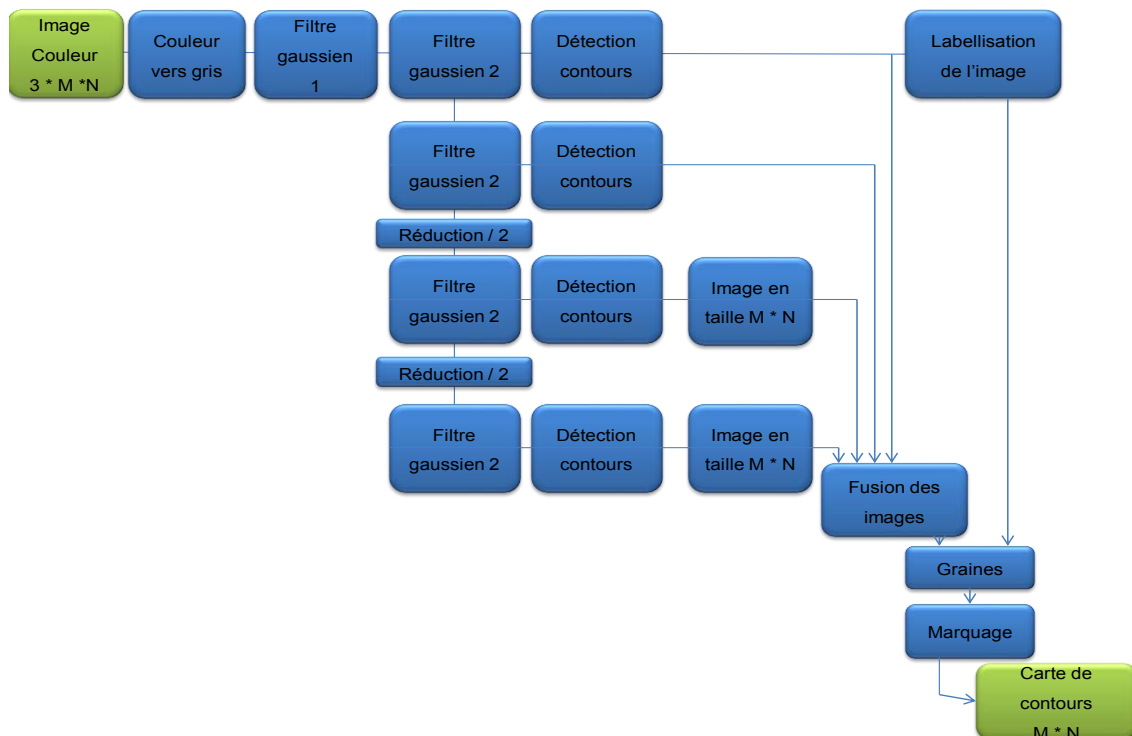 Image
Couleur
3 * M *N
Couleur
vers gris
Filtre
gaussien
1
Filtre
gaussien 2
Détection
contours
Labellisation
de l'image
Filtre
gaussien 2
Détection
contours
Réduction / 2
Filtre
gaussien 2
Détection
contours
Image en
taille M * N
Réduction / 2
Filtre
gaussien 2
Détection
contours
Image en
taille M * N
Fusion des
images
Graines
Marquage
Carte de
contours
M * N